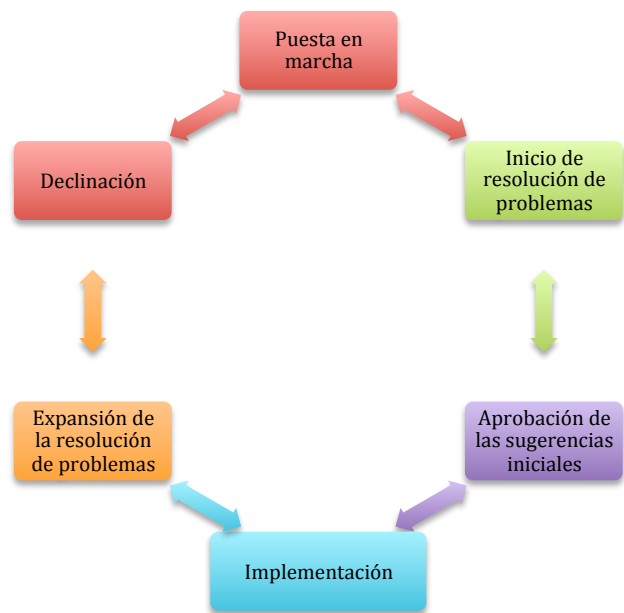 Puesta en
marcha
Inicio de
resolución de
problemas
Aprobación de
las sugerencias
iniciales
Implementación
Expansión de
la resolución
de problemas
Declinación